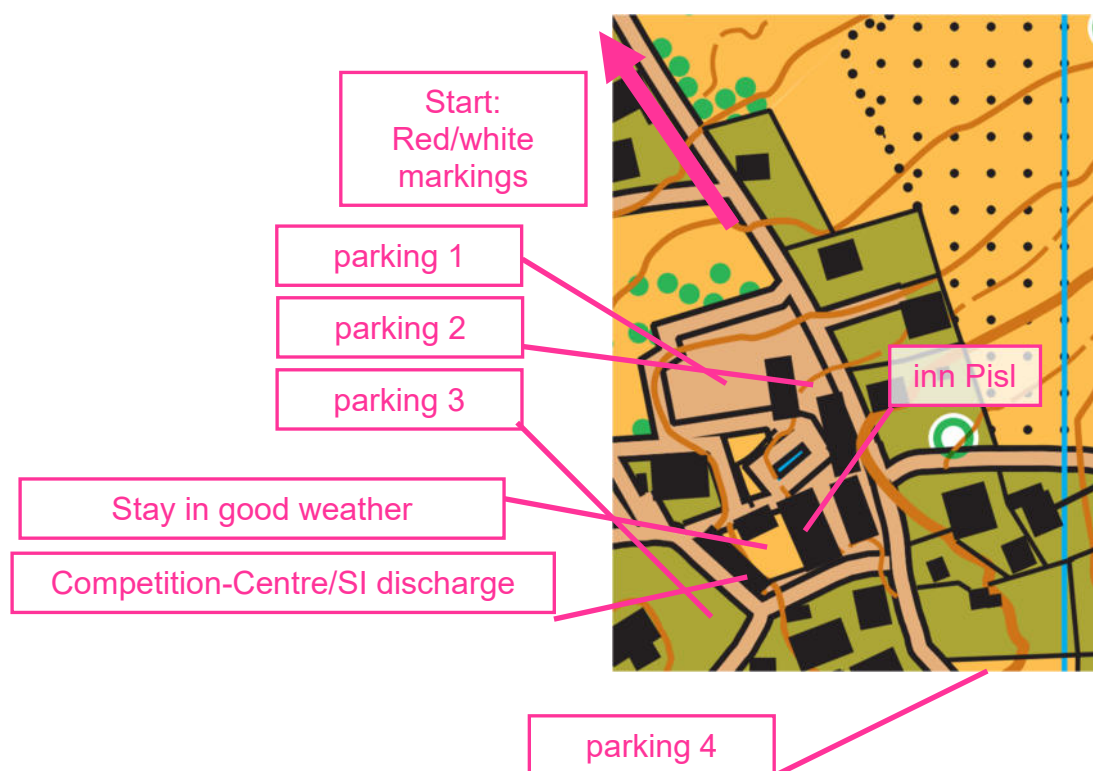 Start:
Red/white
markings
parking 1
parking 2
inn Pisl
parking 3
Stay in good weather
Competition-Centre/SI discharge
parking 4